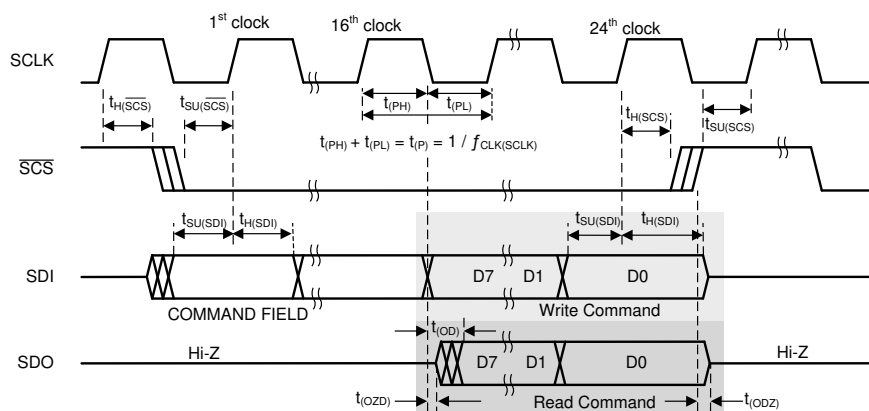 1st clock 16th clock 24th clock
SCLK
tH(SCS) tSU(SCS) t(PH) t(PL) tH(SCS) tSU(SCS)
t(PH) + t(PL) = t(P) = 1 / fCLK(SCLK)
SCS
tSU(SDI) tH(SDI) tSU(SDI) tH(SDI)
SDI D7 D1 D0
COMMAND FIELD Write Command
t(OD)
SDO Hi-Z D7 D1 D0 Hi-Z
t(OZD) Read Command t(ODZ)